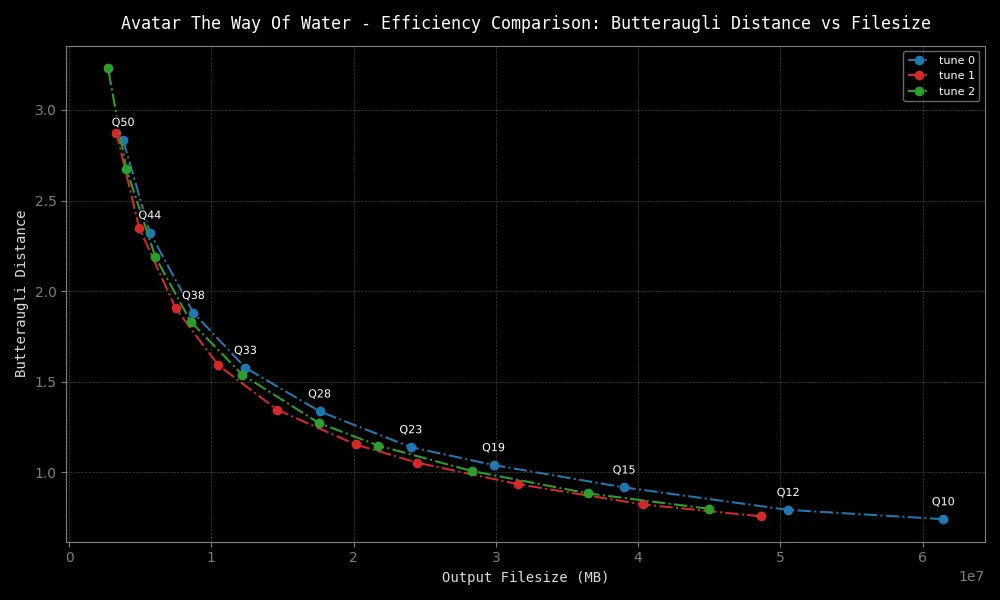 Avatar The Way Of Water - Efficiency Comparison: Butteraugli Distance vs Filesize
tune 0
tune 1
tune 2
Butteraugli Distance
3.0
2.5
2.0
1.5
1.0
Q50
Q44
Q38
Q33
Q28
Q23
Q19
Q15
Q12
Q10
0 1 2 3 4 5 6
1e7
Output Filesize (MB)